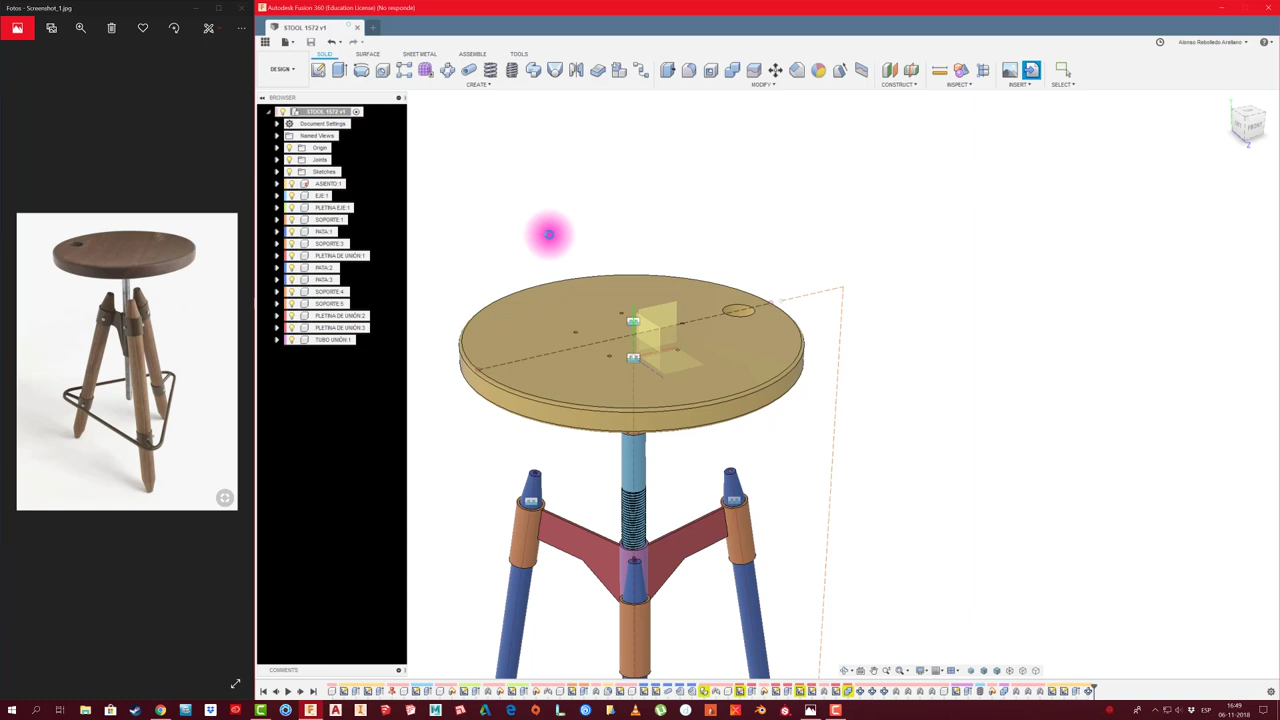 Fotos - Screenshot_1.jpg
Autodesk Fusion 360 (Education License) (No responde)
STOOL 1572 v1
SOLID SURFACE SHEET METAL ASSEMBLE TOOLS
Alonso Rebolledo Arellano
DESIGN
CREATE MODIFY CONSTRUCT INSPECT INSERT SELECT
BROWSER
STOOL 1572 v1
Document Settings
Named Views
Origin
Joints
Sketches
ASIENTO:1
EJE:1
PLETINA EJE:1
SOPORTE:1
PATA:1
SOPORTE:3
PLETINA DE UNIÓN:1
PATA:2
PATA:3
SOPORTE:4
SOPORTE:5
PLETINA DE UNIÓN:2
PLETINA DE UNIÓN:3
TUBO UNIÓN:1
FRONT
Z
COMMENTS
ESP
16:49
06-11-2018